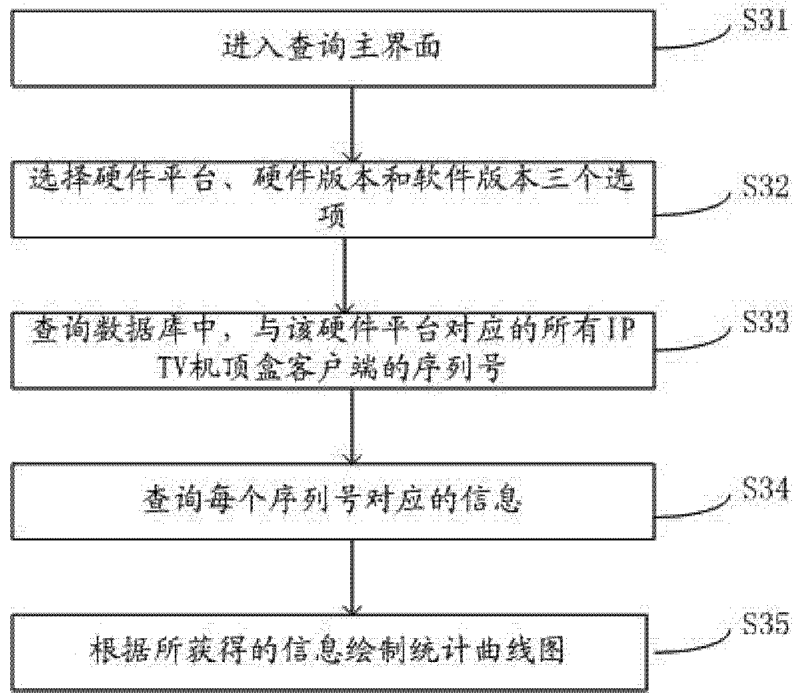 进入查询主界面
S31
选择硬件平台、硬件版本和软件版本三个选
项
S32
查询数据库中，与该硬件平台对应的所有IP
TV机顶盒客户端的序列号
S33
查询每个序列号对应的信息
S34
根据所获得的信息绘制统计曲线图
S35